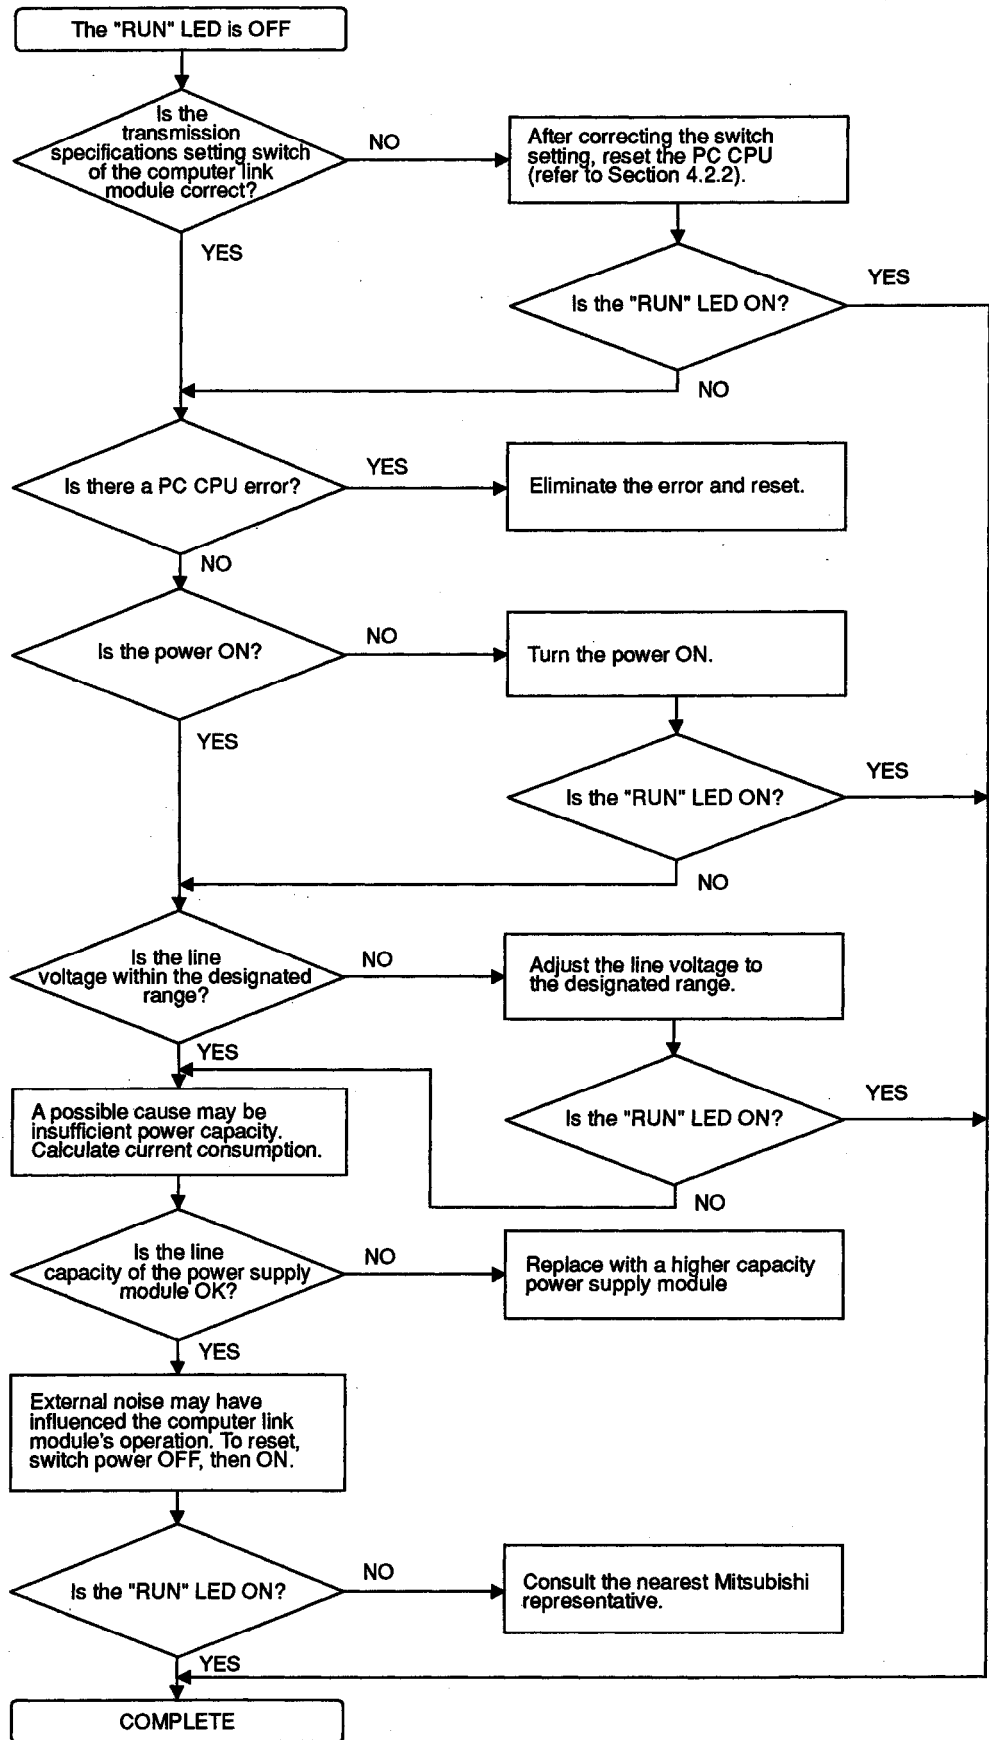 The "RUN" LED is OFF
Is the
transmission
specifications setting switch
of the computer link
module correct?
NO
After correcting the switch
setting, reset the PC CPU
(refer to Section 4.2.2).
YES
Is the "RUN" LED ON?
YES
NO
Is there a PC CPU error?
YES
Eliminate the error and reset.
NO
Is the power ON?
NO
Turn the power ON.
YES
Is the "RUN" LED ON?
YES
NO
Is the line
voltage within the designated
range?
NO
Adjust the line voltage to
the designated range.
YES
Is the "RUN" LED ON?
YES
NO
A possible cause may be
insufficient power capacity.
Calculate current consumption.
Is the line
capacity of the power supply
module OK?
NO
Replace with a higher capacity
power supply module
YES
External noise may have
influenced the computer link
module's operation. To reset,
switch power OFF, then ON.
Is the "RUN" LED ON?
NO
Consult the nearest Mitsubishi
representative.
YES
COMPLETE